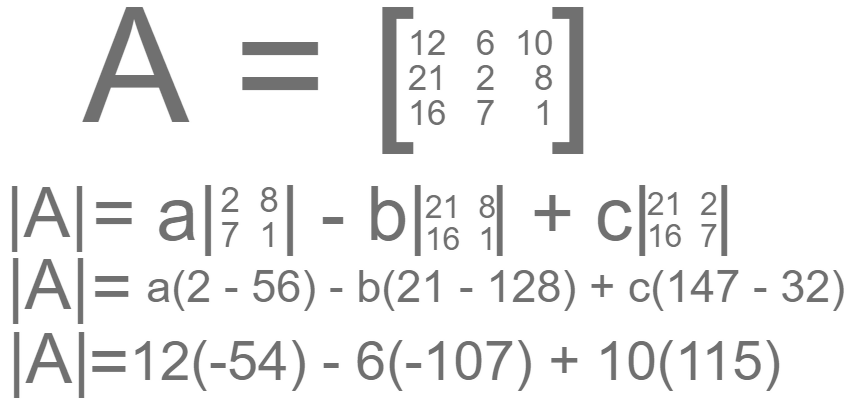 A = [12 6 10
21 2 8
16 7 1]
|A|= a|2 8
7 1| - b|21 8
16 1| + c|21 2
16 7|
|A|= a(2 - 56) - b(21 - 128) + c(147 - 32)
|A|=12(-54) - 6(-107) + 10(115)